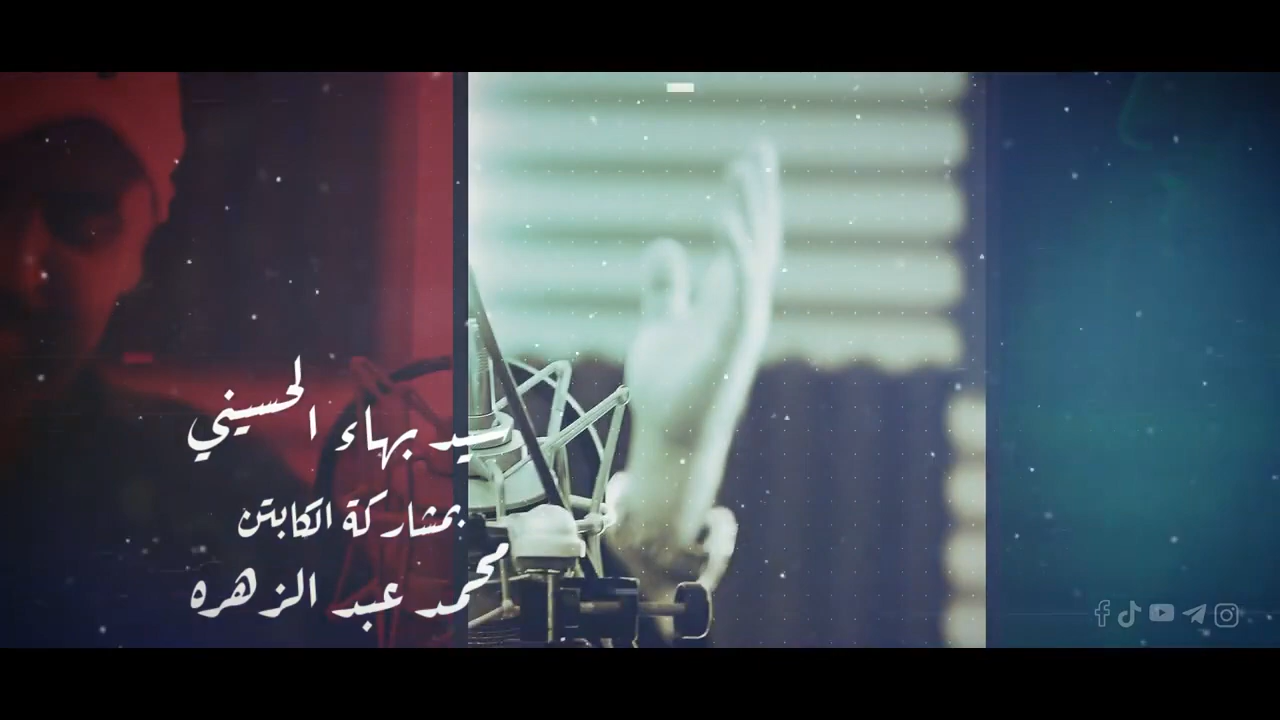 سيد بهاء الحسيني
بمشاركة الكابتن
محمد عبد الزهره